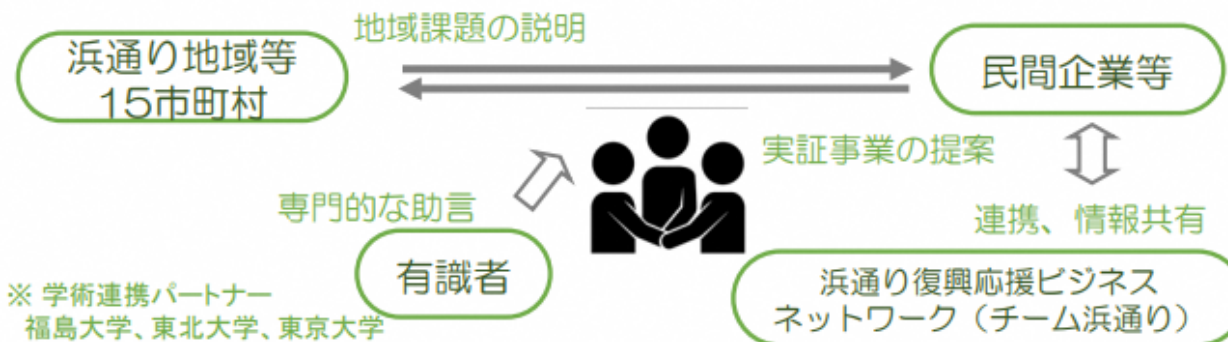 地域課題の説明
浜通り地域等
15市町村
民間企業等
実証事業の提案
専門的な助言
連携、情報共有
有識者
浜通り復興応援ビジネス
ネットワーク（チーム浜通り）
※ 学術連携パートナー
福島大学、東北大学、東京大学